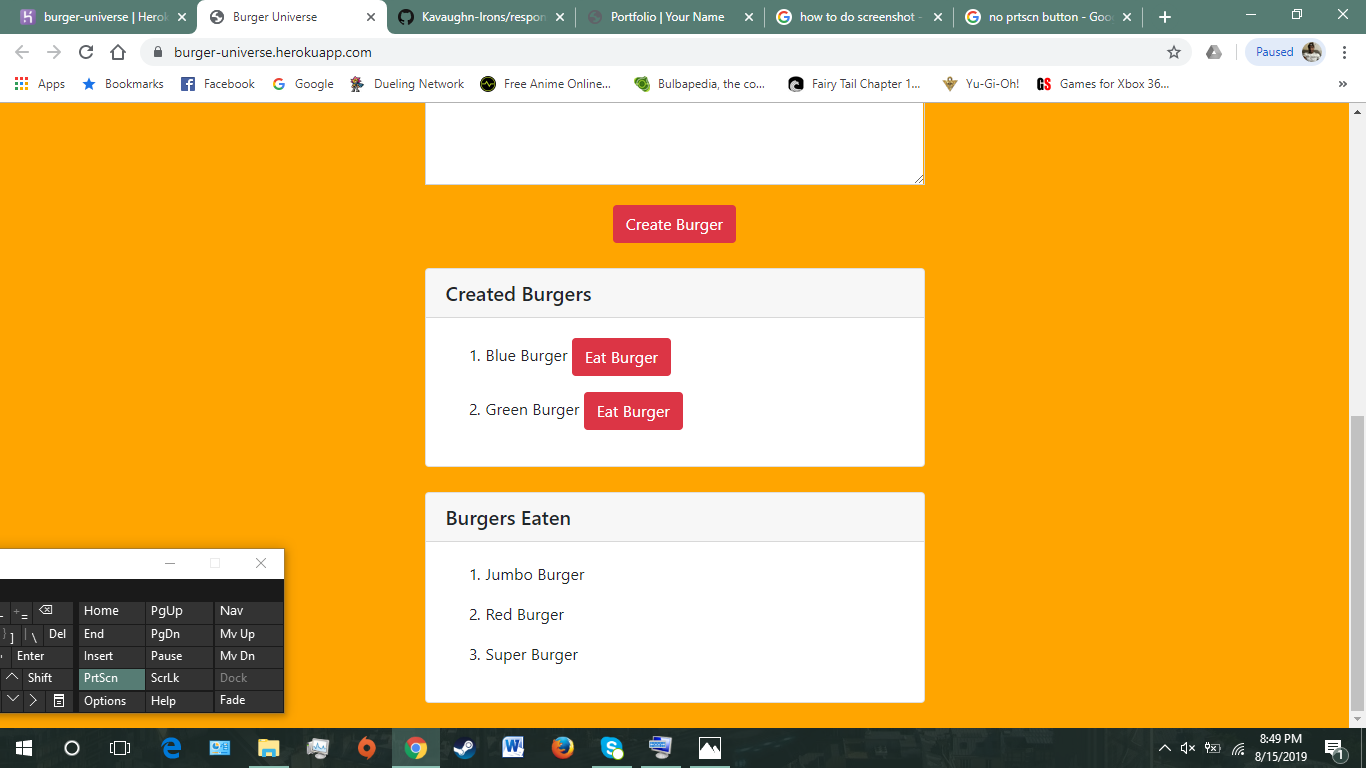 burger-universe | Herok
Burger Universe
Kavaughn-Irons/respon
Portfolio | Your Name
how to do screenshot -
no prtscn button - Goo
burger-universe.herokuapp.com
Paused
Apps
Bookmarks
Facebook
Google
Dueling Network
Free Anime Online...
Bulbapedia, the co...
Fairy Tail Chapter 1...
Yu-Gi-Oh!
Games for Xbox 36...
Create Burger
Created Burgers
1. Blue Burger Eat Burger
2. Green Burger Eat Burger
Burgers Eaten
1. Jumbo Burger
2. Red Burger
3. Super Burger
Home PgUp Nav
Del End PgDn Mv Up
Enter Insert Pause Mv Dn
Shift PrtScn ScrLk Dock
Options Help Fade
8:49 PM
8/15/2019
1